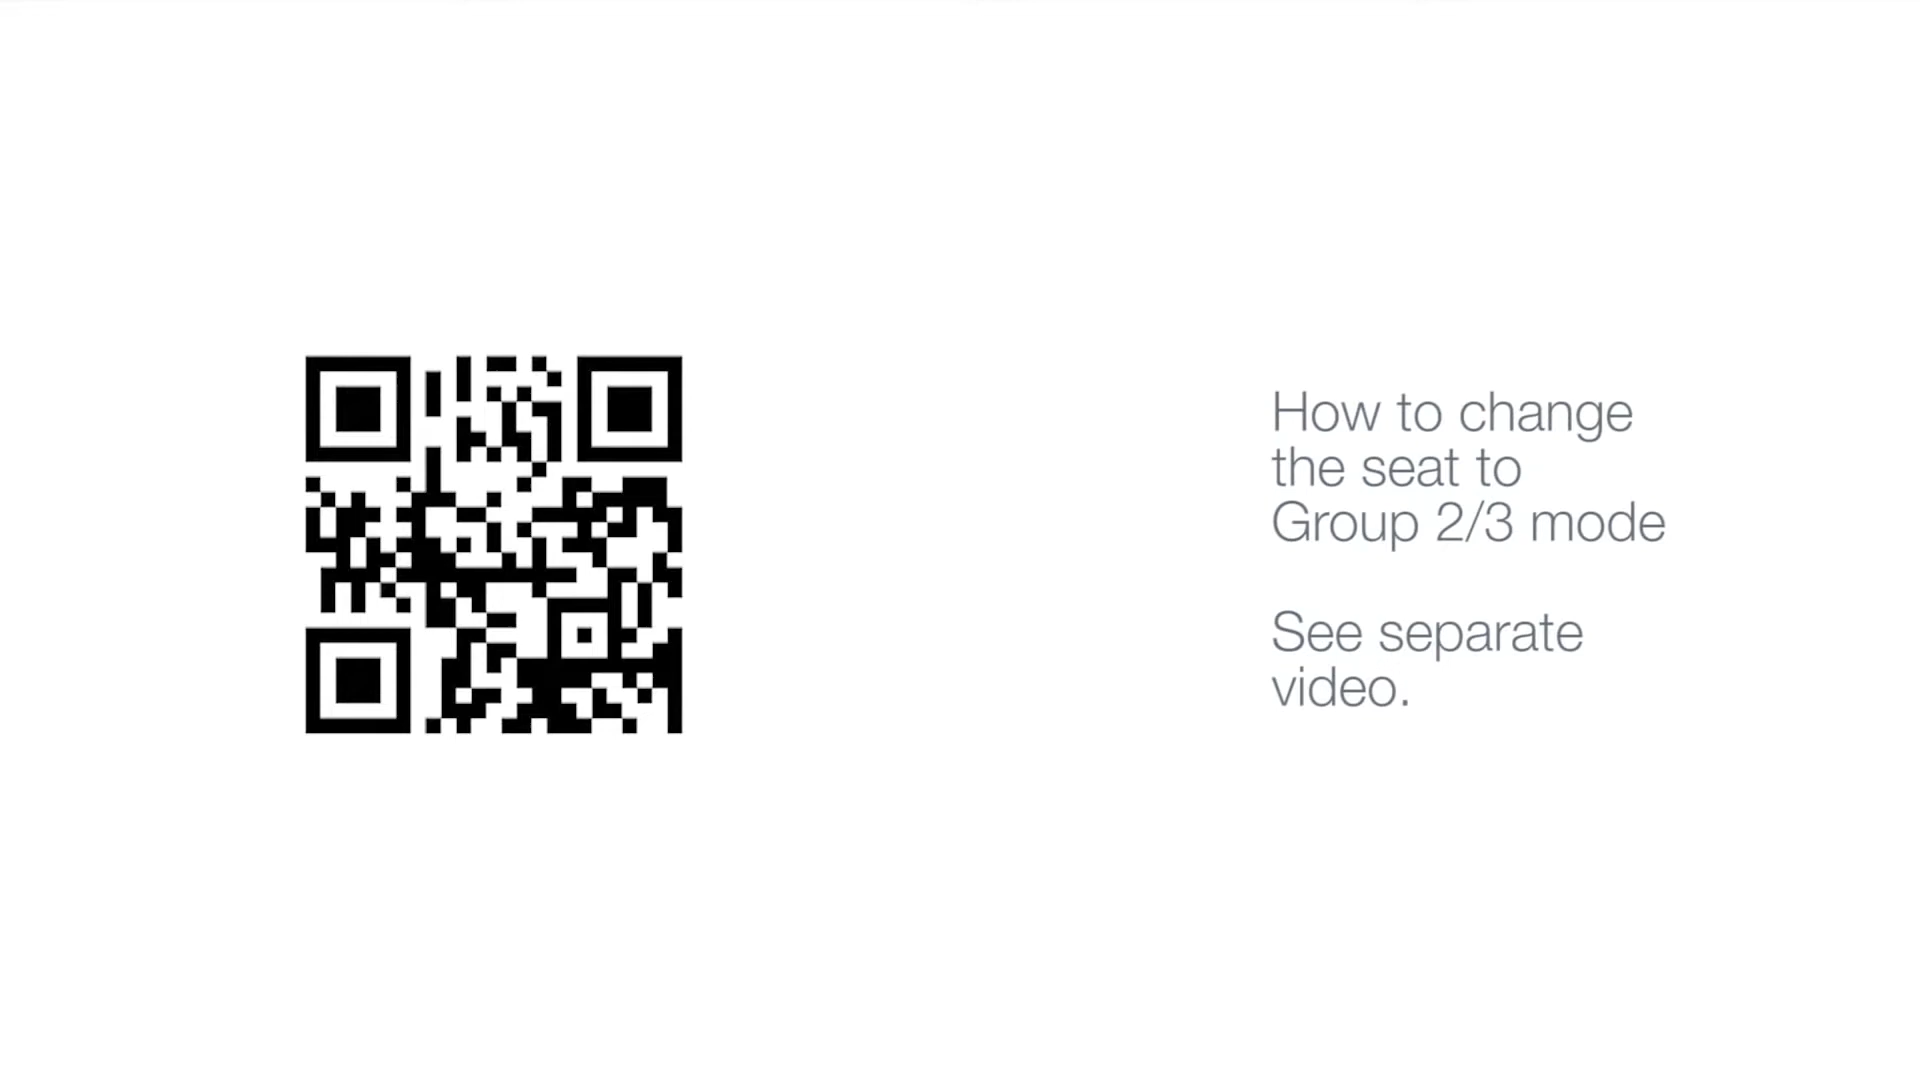 How to change
the seat to
Group 2/3 mode
See separate
video.